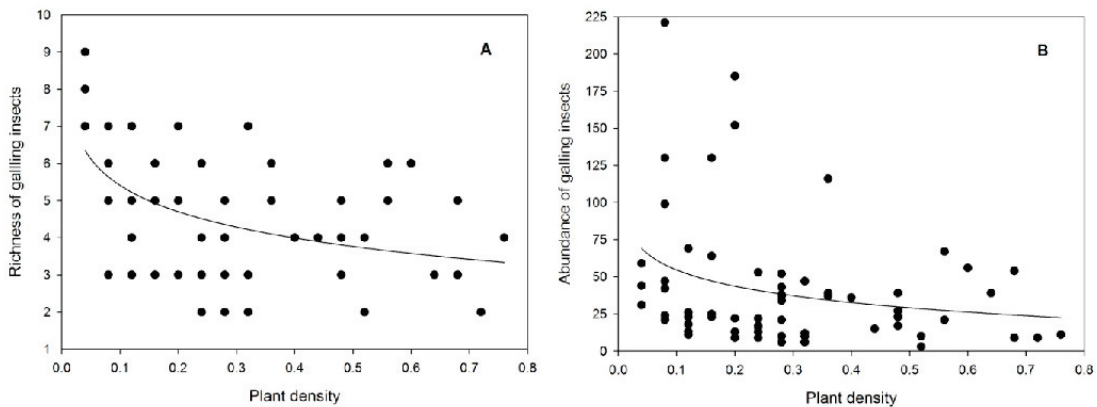 A
Richness of gallling insects
10
9
8
7
6
5
4
3
2
1
0.0 0.1 0.2 0.3 0.4 0.5 0.6 0.7 0.8
Plant density
B
Abundance of galling insects
225
200
175
150
125
100
75
50
25
0
0.0 0.1 0.2 0.3 0.4 0.5 0.6 0.7 0.8
Plant density